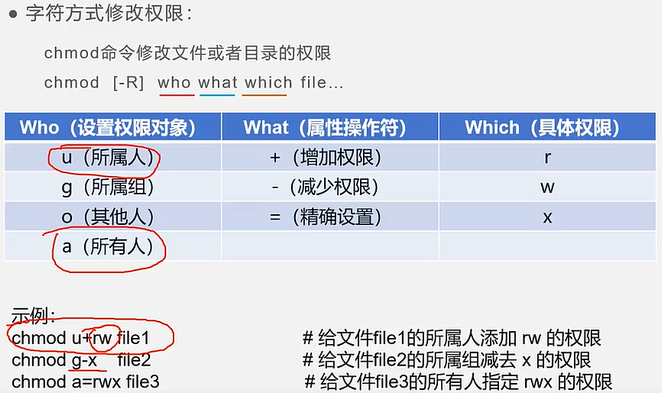 ● 字符方式修改权限：
chmod命令修改文件或者目录的权限
chmod [-R] who what which file...
Who（设置权限对象） What（属性操作符） Which（具体权限）
u（所属人） +（增加权限） r
g（所属组） -（减少权限） w
o（其他人） =（精确设置） x
a（所有人）
示例：
chmod u+rw file1 # 给文件file1的所属人添加 rw 的权限
chmod g-x file2 # 给文件file2的所属组减去 x 的权限
chmod a=rwx file3 # 给文件file3的所有人指定 rwx 的权限